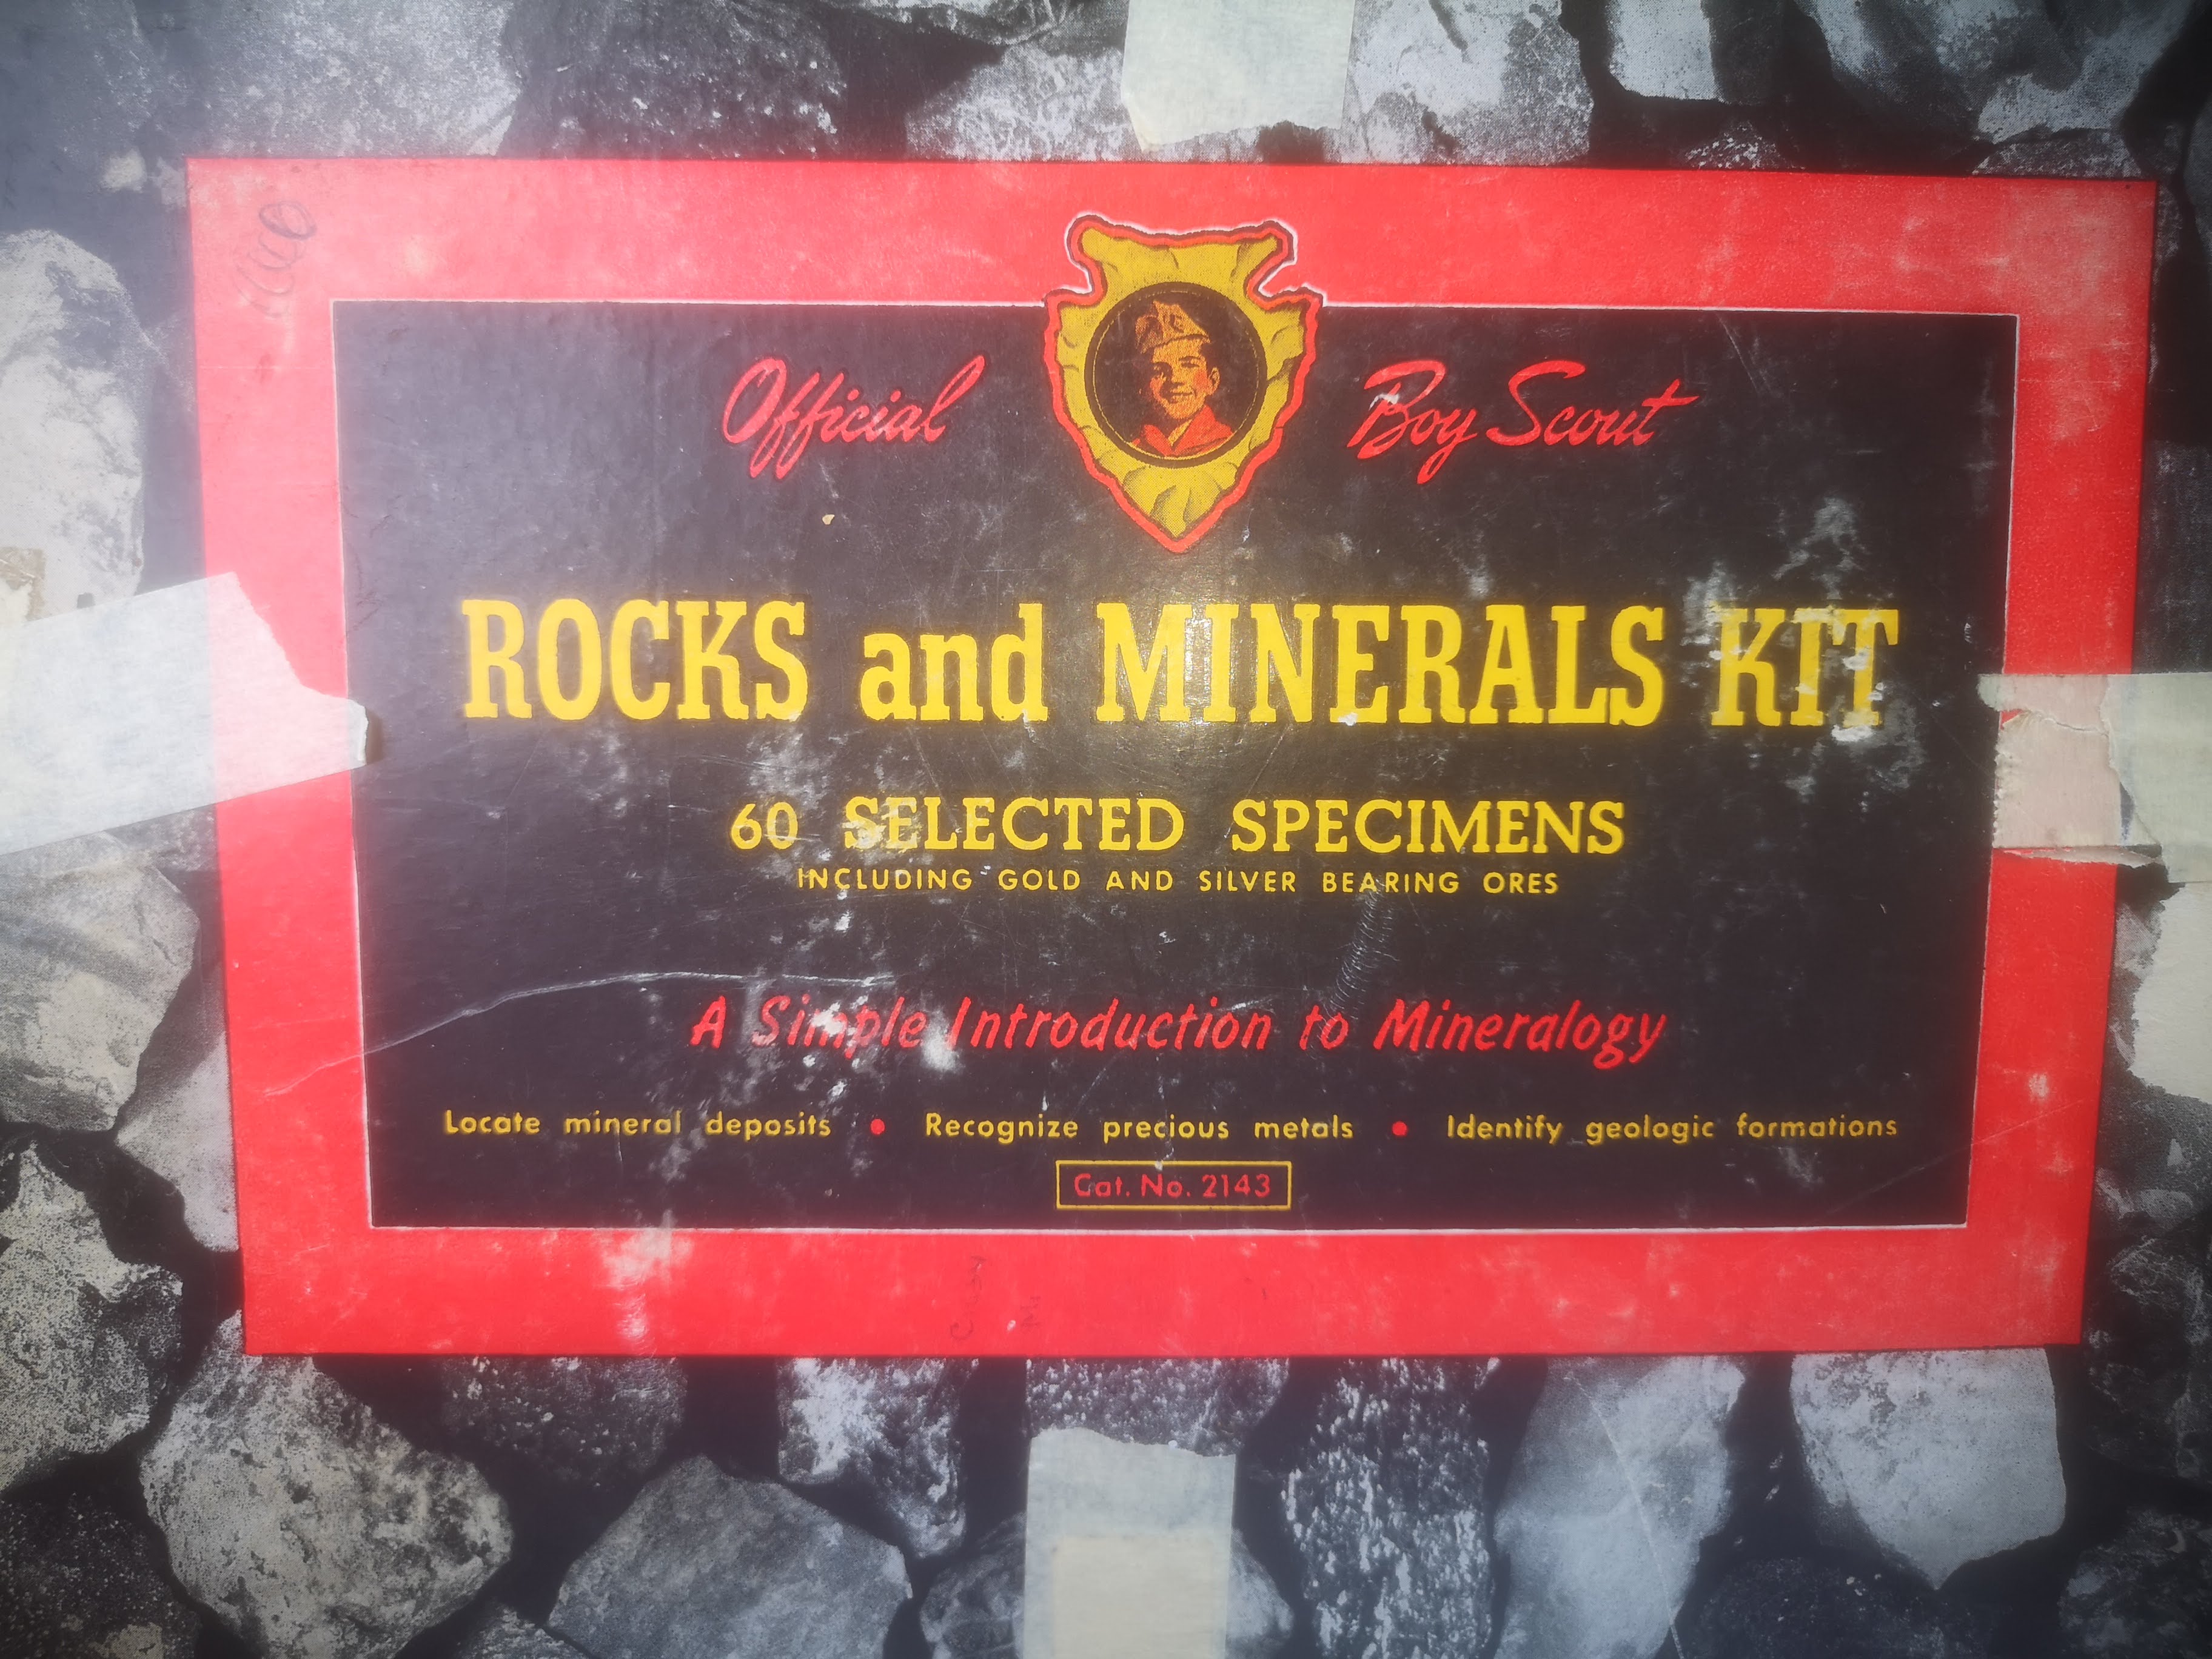 Official Boy Scout
ROCKS and MINERALS KIT
60 SELECTED SPECIMENS
INCLUDING GOLD AND SILVER BEARING ORES
A Simple Introduction to Mineralogy
Locate mineral deposits • Recognize precious metals • Identify geologic formations
Cat. No. 2143